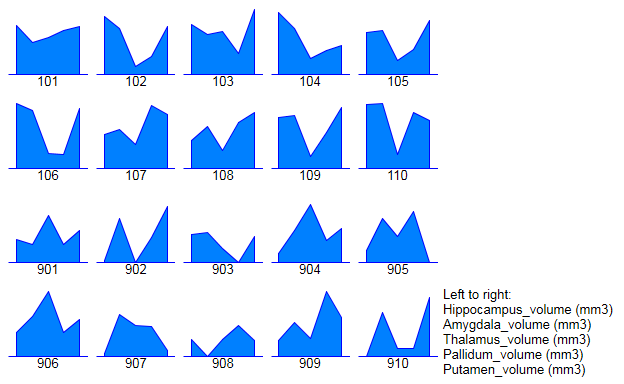 101 102 103 104 105
106 107 108 109 110
901 902 903 904 905
Left to right:
Hippocampus_volume (mm3)
Amygdala_volume (mm3)
Thalamus_volume (mm3)
Pallidum_volume (mm3)
Putamen_volume (mm3)
906 907 908 909 910